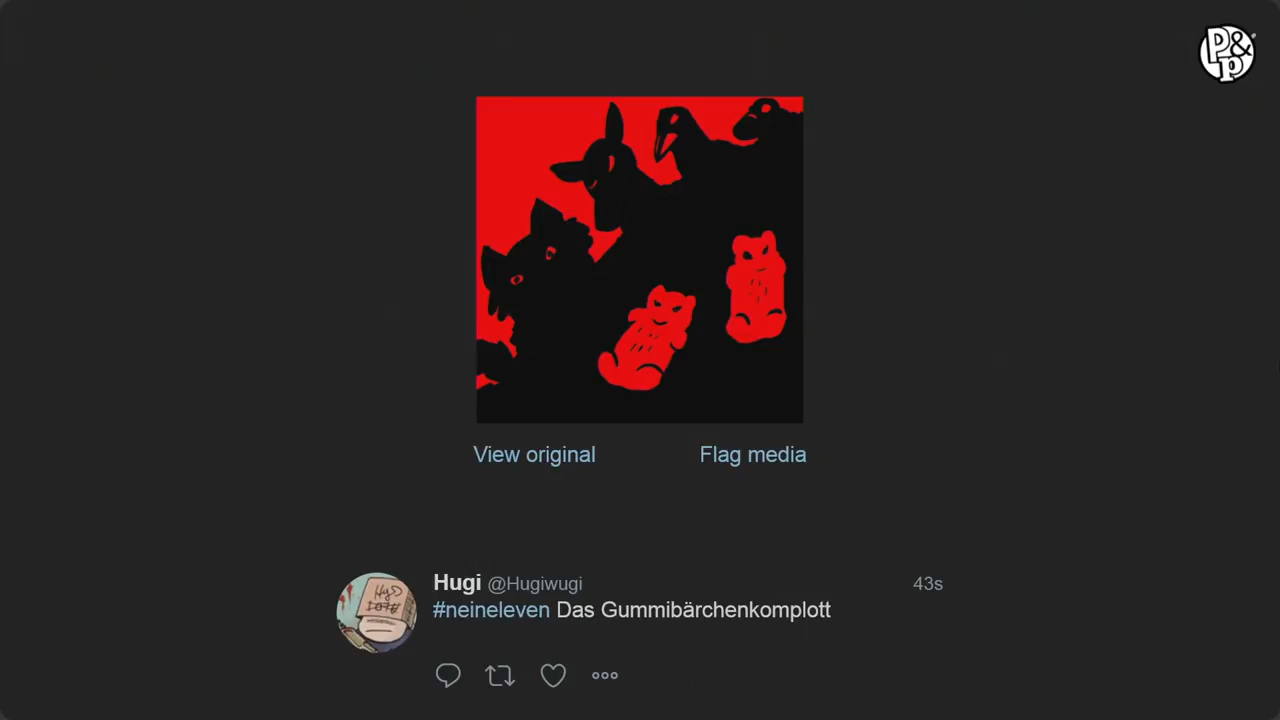 P&P
View original Flag media
Hugi @Hugiwugi 43s
#neineleven Das Gummibärchenkomplott